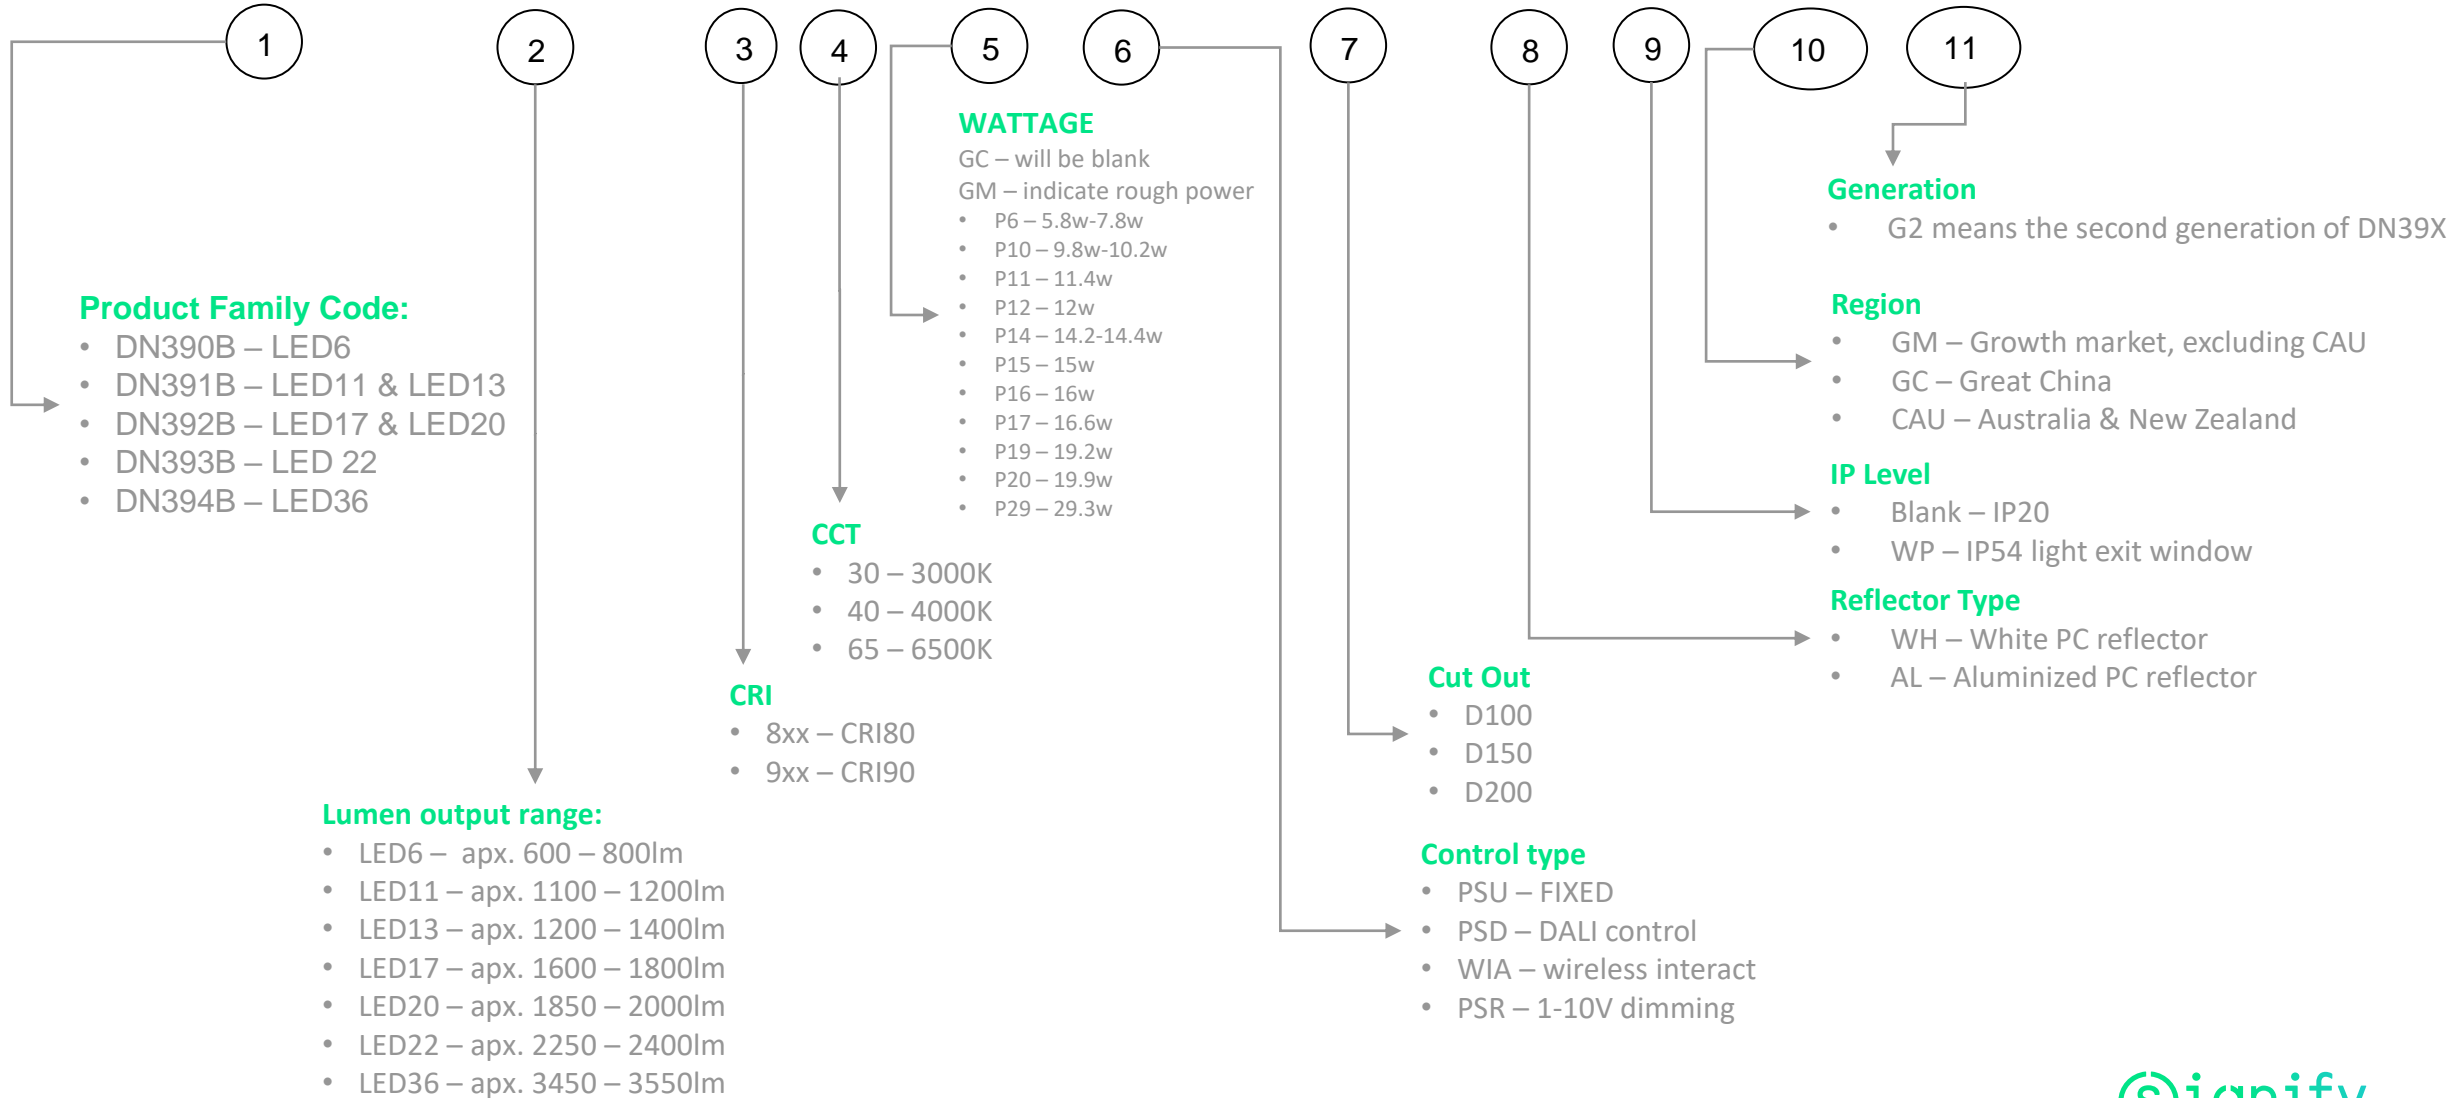 1
2
3
4
5
6
7
8
9
10
11
WATTAGE
GC – will be blank
GM – indicate rough power
• P6 – 5.8w-7.8w
• P10 – 9.8w-10.2w
• P11 – 11.4w
• P12 – 12w
• P14 – 14.2-14.4w
• P15 – 15w
• P16 – 16w
• P17 – 16.6w
• P19 – 19.2w
• P20 – 19.9w
• P29 – 29.3w
Generation
• G2 means the second generation of DN39X
Product Family Code:
• DN390B – LED6
• DN391B – LED11 & LED13
• DN392B – LED17 & LED20
• DN393B – LED 22
• DN394B – LED36
Region
• GM – Growth market, excluding CAU
• GC – Great China
• CAU – Australia & New Zealand
IP Level
• Blank – IP20
• WP – IP54 light exit window
CCT
• 30 – 3000K
• 40 – 4000K
• 65 – 6500K
Reflector Type
• WH – White PC reflector
• AL – Aluminized PC reflector
CRI
• 8xx – CRI80
• 9xx – CRI90
Cut Out
• D100
• D150
• D200
Lumen output range:
• LED6 – apx. 600 – 800lm
• LED11 – apx. 1100 – 1200lm
• LED13 – apx. 1200 – 1400lm
• LED17 – apx. 1600 – 1800lm
• LED20 – apx. 1850 – 2000lm
• LED22 – apx. 2250 – 2400lm
• LED36 – apx. 3450 – 3550lm
Control type
• PSU – FIXED
• PSD – DALI control
• WIA – wireless interact
• PSR – 1-10V dimming
Signify